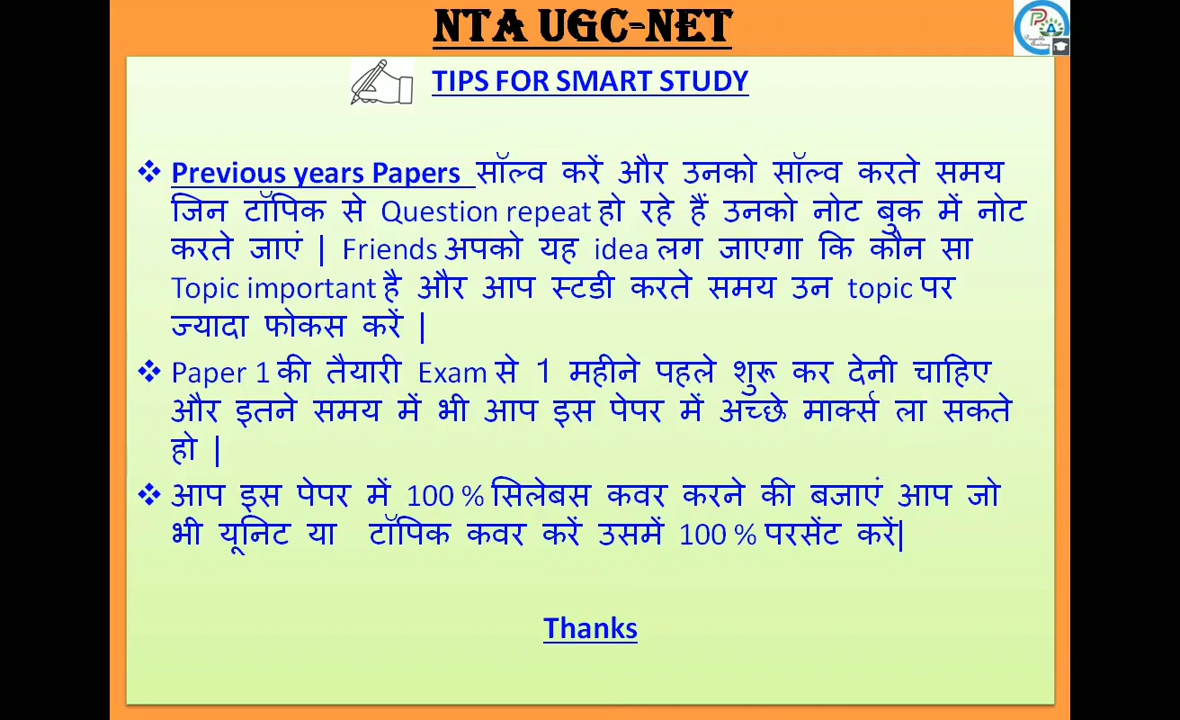 NTA UGC-NET
TIPS FOR SMART STUDY
❖ Previous years Papers सॉल्व करें और उनको सॉल्व करते समय
जिन टॉपिक से Question repeat हो रहे हैं उनको नोट बुक में नोट
करते जाएं | Friends अपको यह idea लग जाएगा कि कौन सा
Topic important है और आप स्टडी करते समय उन topic पर
ज्यादा फोकस करें |
❖ Paper 1 की तैयारी Exam से 1 महीने पहले शुरू कर देनी चाहिए
और इतने समय में भी आप इस पेपर में अच्छे मार्क्स ला सकते
हो |
❖ आप इस पेपर में 100 % सिलेबस कवर करने की बजाएं आप जो
भी यूनिट या टॉपिक कवर करें उसमें 100 % परसेंट करें|
Thanks